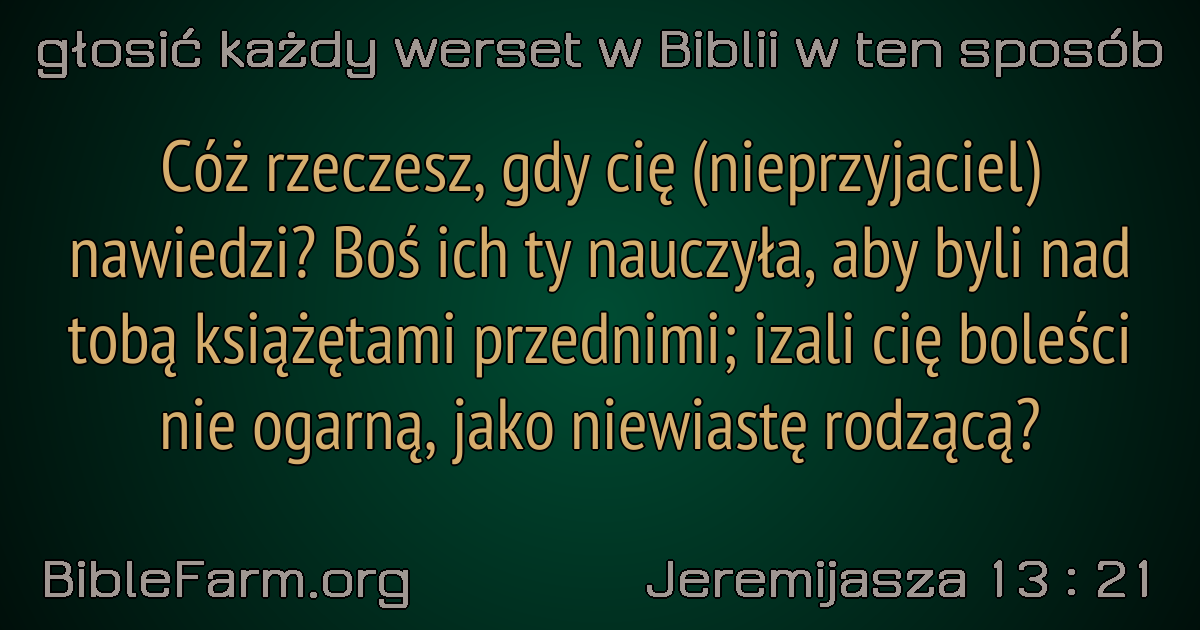 głosić każdy werset w Biblii w ten sposób
Cóż rzeczesz, gdy cię (nieprzyjaciel)
nawiedzi? Boś ich ty nauczyła, aby byli nad
tobą książętami przednimi; izali cię boleści
nie ogarną, jako niewiastę rodzącą?
BibleFarm.org
Jeremijasza 13 : 21